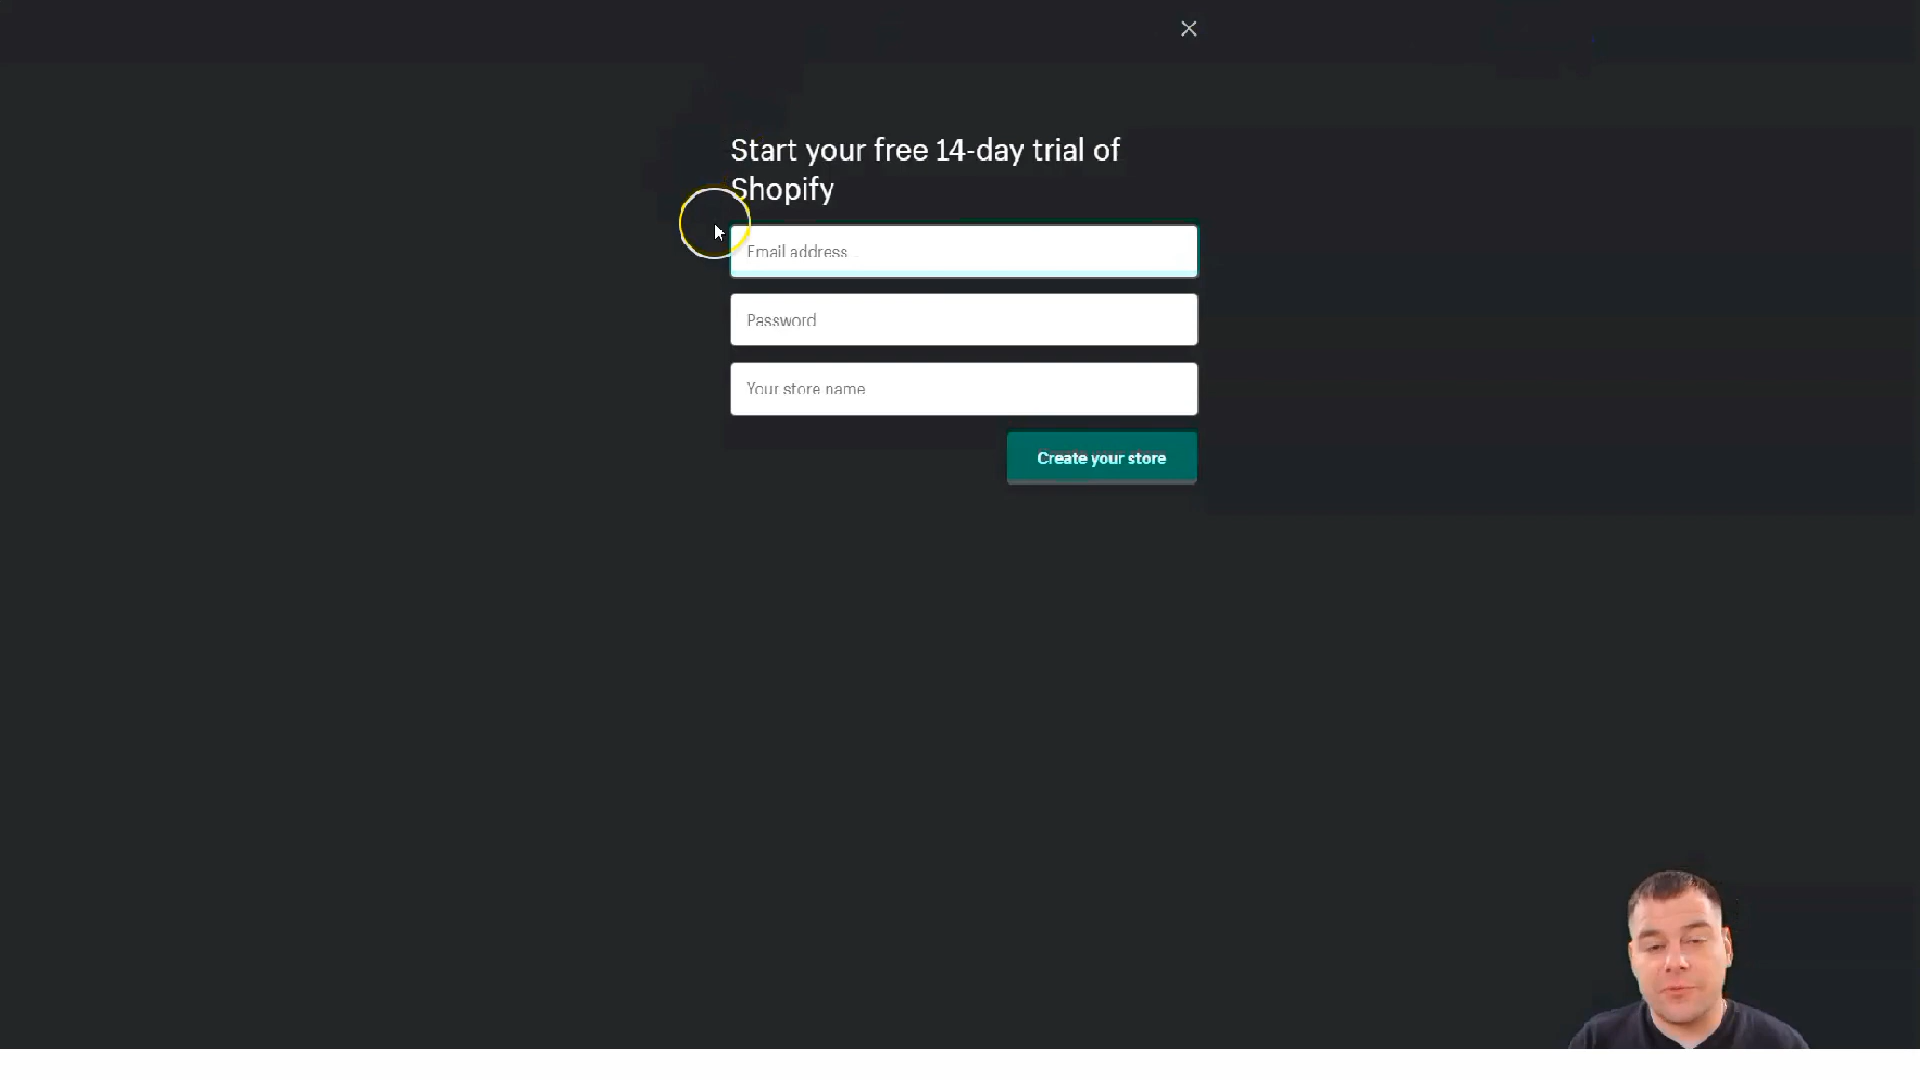 Start your free 14-day trial of
Shopify
Email address...
Password
Your store name
Create your store